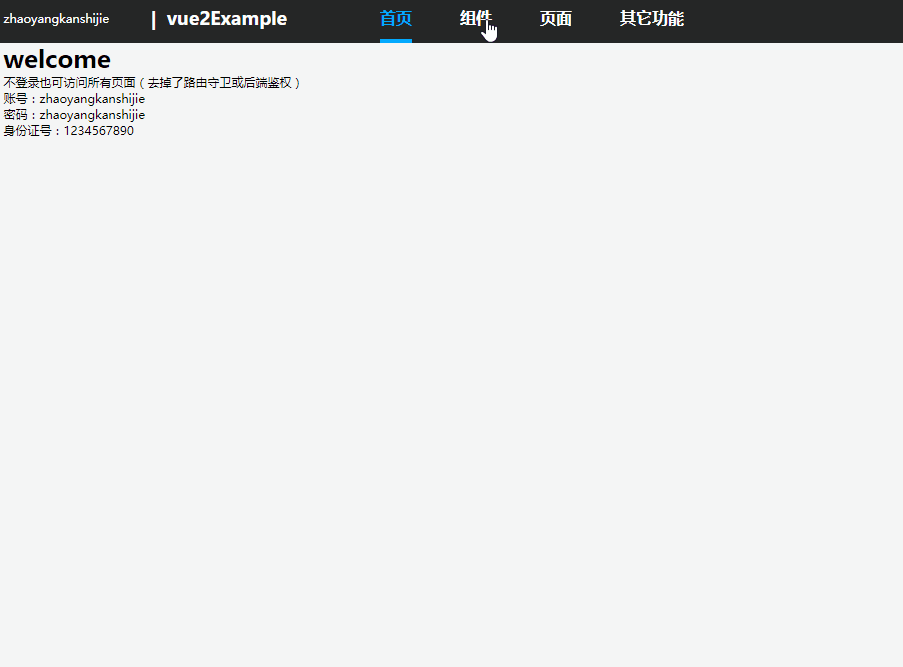 zhaoyangkanshijie | vue2Example 首页 组件 页面 其它功能
welcome
不登录也可访问所有页面（去掉了路由守卫或后端鉴权）
账号：zhaoyangkanshijie
密码：zhaoyangkanshijie
身份证号：1234567890